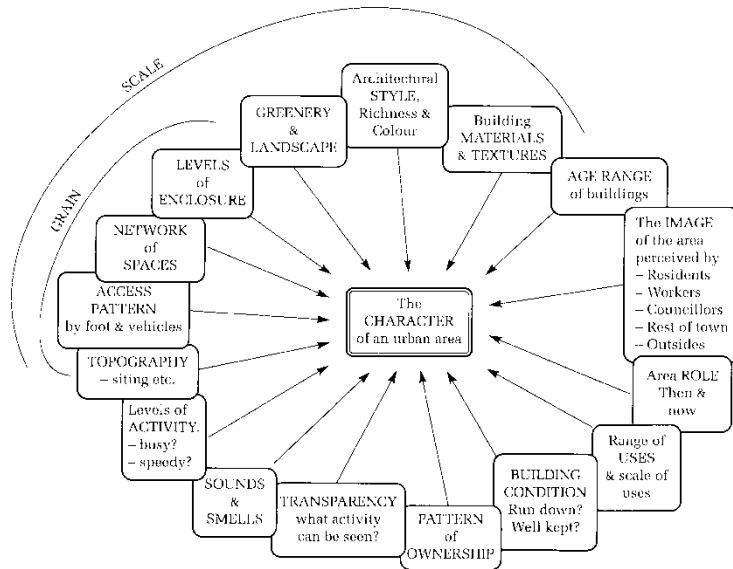 SCALE
GRAIN
Architectural
STYLE,
Richness &
Colour
Building
MATERIALS
& TEXTURES
AGE RANGE
of buildings
The IMAGE
of the area
perceived by
– Residents
– Workers
– Councillors
– Rest of town
– Outsides
Area ROLE
Then &
now
Range of
USES
& scale of
uses
BUILDING
CONDITION
Run down?
Well kept?
PATTERN
of
OWNERSHIP
TRANSPARENCY
what activity
can be seen?
SOUNDS
&
SMELLS
Levels of
ACTIVITY.
– busy?
– speedy?
TOPOGRAPHY
– siting etc.
ACCESS
PATTERN
by foot & vehicles
NETWORK
of
SPACES
LEVELS
of
ENCLOSURE
GREENERY
&
LANDSCAPE
The
CHARACTER
of an urban area